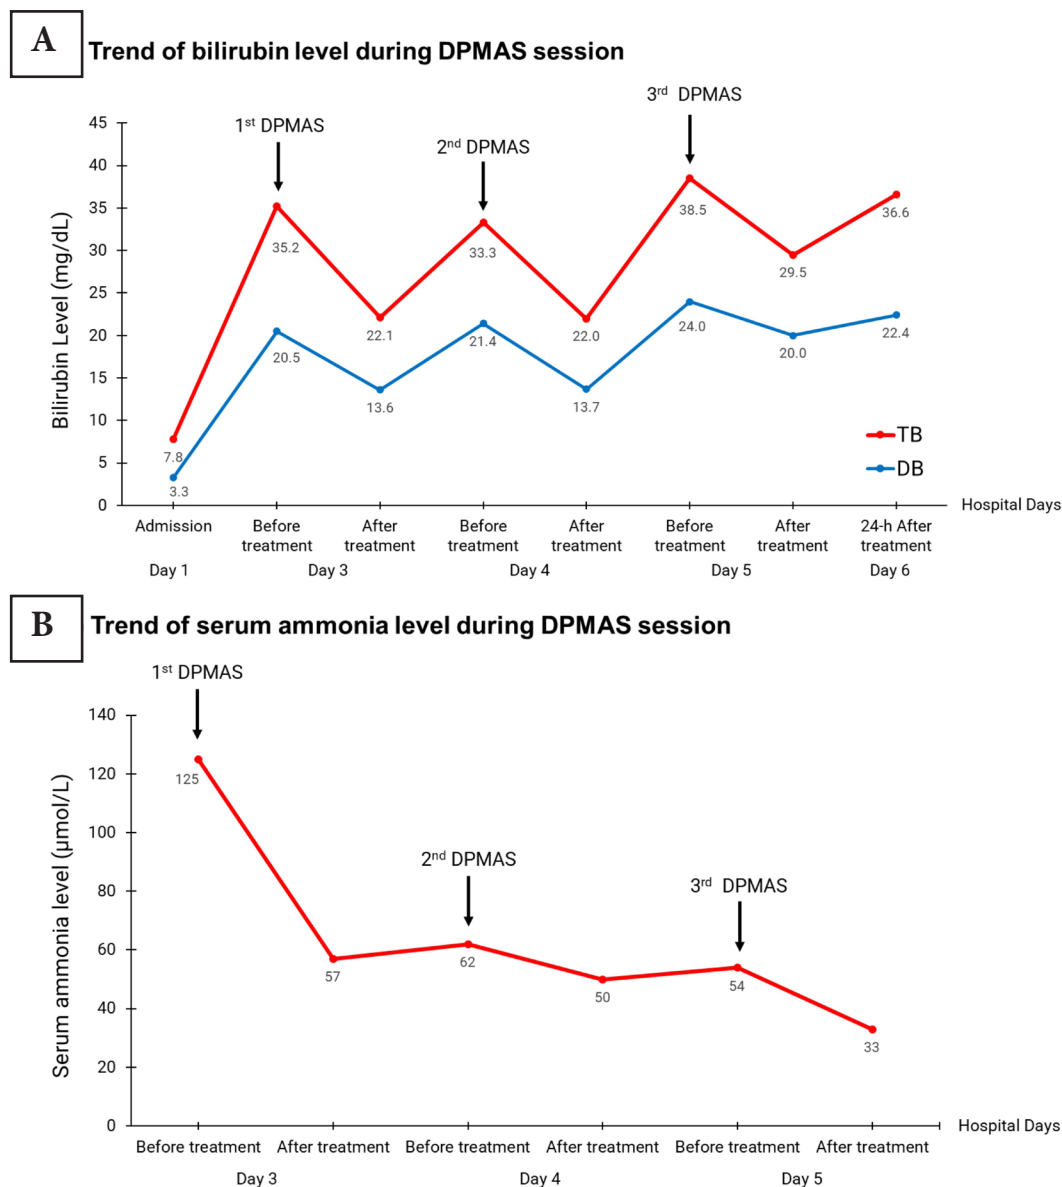 A
Trend of bilirubin level during DPMAS session
3rd DPMAS
1st DPMAS
2nd DPMAS
Bilirubin Level (mg/dL)
45
40
35
30
25
20
15
10
5
0
7.8
35.2
22.1
33.3
22.0
38.5
29.5
36.6
3.3
20.5
13.6
21.4
13.7
24.0
20.0
22.4
TB
DB
Hospital Days
Admission
Before treatment
After treatment
Before treatment
After treatment
Before treatment
After treatment
24-h After treatment
Day 1
Day 3
Day 4
Day 5
Day 6
B
Trend of serum ammonia level during DPMAS session
1st DPMAS
2nd DPMAS
3rd DPMAS
Serum ammonia level (μmol/L)
140
120
100
80
60
40
20
0
125
57
62
50
54
33
Hospital Days
Before treatment
After treatment
Before treatment
After treatment
Before treatment
After treatment
Day 3
Day 4
Day 5